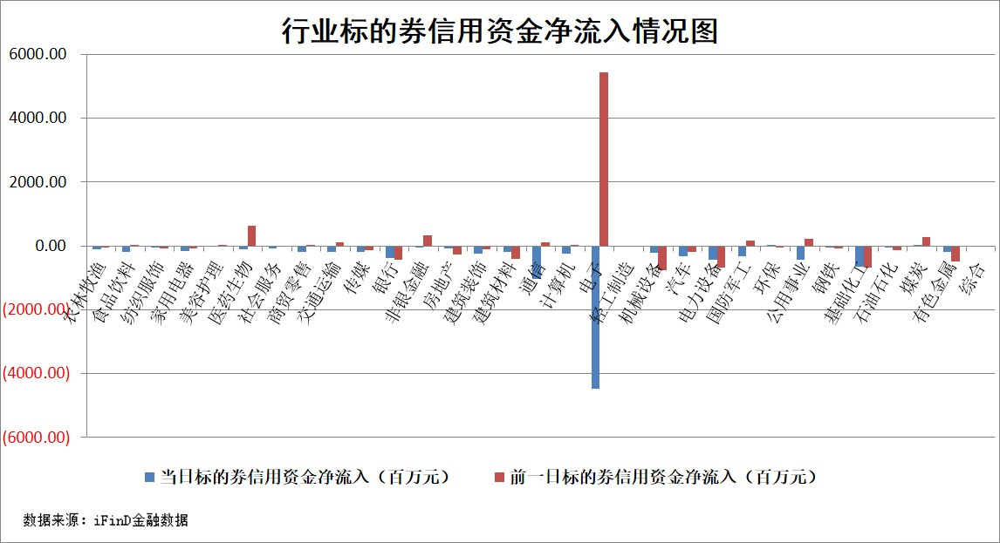 行业标的券信用资金净流入情况图
6000.00
4000.00
2000.00
0.00
(2000.00)
(4000.00)
(6000.00)
农林牧渔
食品饮料
纺织服饰
家用电器
美容护理
医药生物
社会服务
商贸零售
交通运输
传媒
银行
非银金融
房地产
建筑装饰
建筑材料
通信
计算机
电子
轻工制造
机械设备
汽车
电力设备
国防军工
环保
公用事业
钢铁
基础化工
石油石化
煤炭
有色金属
综合
当日标的券信用资金净流入（百万元）
前一日标的券信用资金净流入（百万元）
数据来源：iFinD金融数据